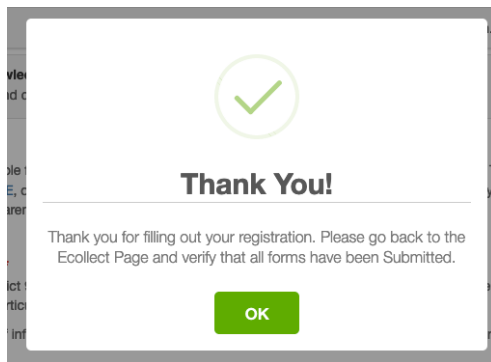 Thank You!
Thank you for filling out your registration. Please go back to the
Ecollect Page and verify that all forms have been Submitted.
OK